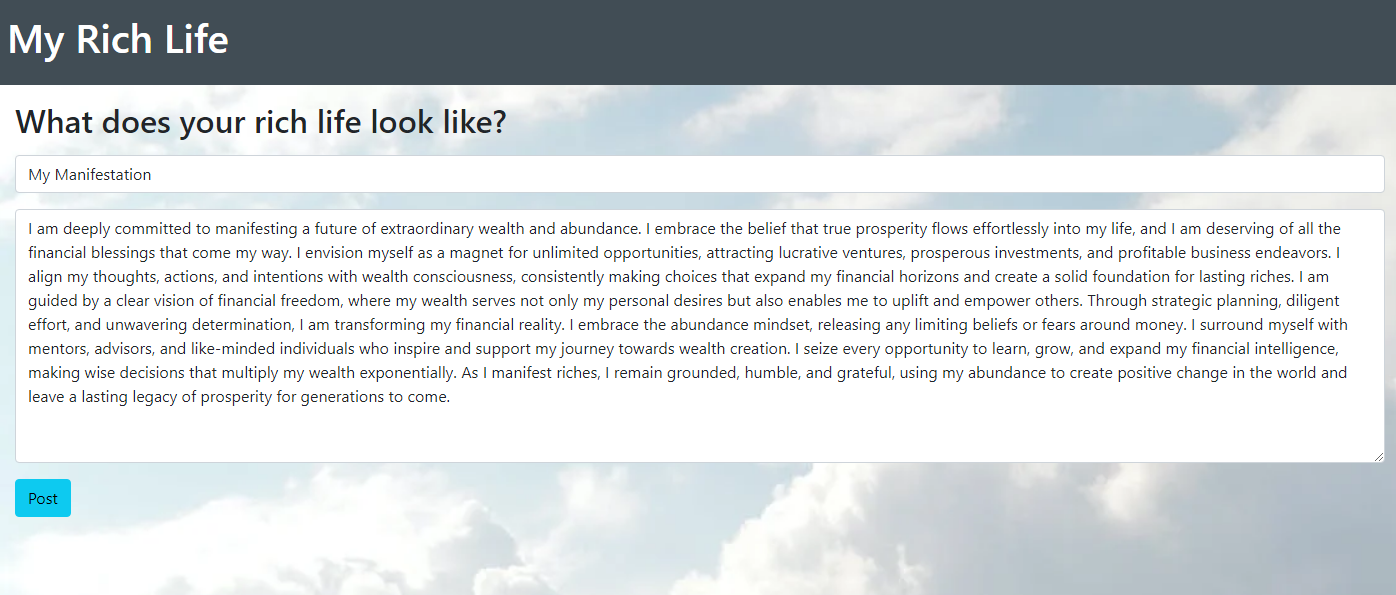 My Rich Life
What does your rich life look like?
My Manifestation
I am deeply committed to manifesting a future of extraordinary wealth and abundance. I embrace the belief that true prosperity flows effortlessly into my life, and I am deserving of all the
financial blessings that come my way. I envision myself as a magnet for unlimited opportunities, attracting lucrative ventures, prosperous investments, and profitable business endeavors. I
align my thoughts, actions, and intentions with wealth consciousness, consistently making choices that expand my financial horizons and create a solid foundation for lasting riches. I am
guided by a clear vision of financial freedom, where my wealth serves not only my personal desires but also enables me to uplift and empower others. Through strategic planning, diligent
effort, and unwavering determination, I am transforming my financial reality. I embrace the abundance mindset, releasing any limiting beliefs or fears around money. I surround myself with
mentors, advisors, and like-minded individuals who inspire and support my journey towards wealth creation. I seize every opportunity to learn, grow, and expand my financial intelligence,
making wise decisions that multiply my wealth exponentially. As I manifest riches, I remain grounded, humble, and grateful, using my abundance to create positive change in the world and
leave a lasting legacy of prosperity for generations to come.
Post